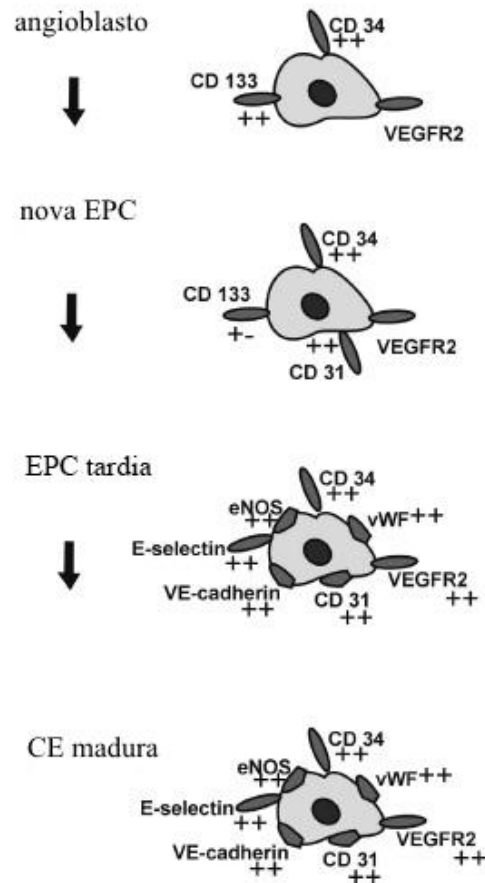 angioblasto
CD 34
++
CD 133
++
VEGFR2
nova EPC
CD 34
++
CD 133
+-
++
VEGFR2
CD 31
EPC tardia
CD 34
++
eNOS
++
vWF++
E-selectin
++
VEGFR2
++
VE-cadherin
++
CD 31
++
CE madura
CD 34
++
eNOS
++
vWF++
E-selectin
++
VEGFR2
++
VE-cadherin
++
CD 31
++